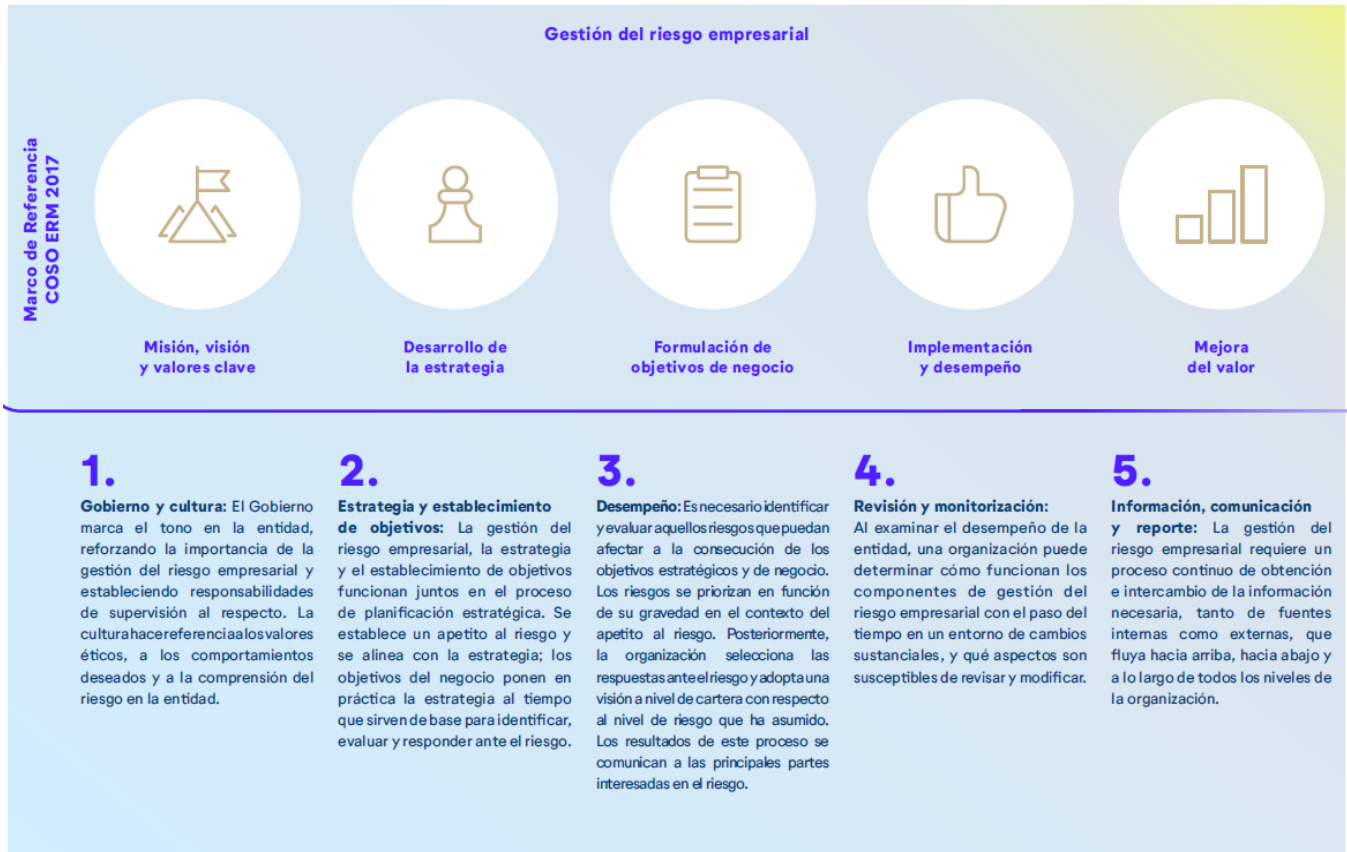 Gestión del riesgo empresarial
Marco de Referencia
COSO ERM 2017
Misión, visión
y valores clave
Desarrollo de
la estrategia
Formulación de
objetivos de negocio
Implementación
y desempeño
Mejora
del valor
1.
Gobierno y cultura: El Gobierno
marca el tono en la entidad,
reforzando la importancia de la
gestión del riesgo empresarial y
estableciendo responsabilidades
de supervisión al respecto. La
cultura hace referencia a los valores
éticos, a los comportamientos
deseados y a la comprensión del
riesgo en la entidad.
2.
Estrategia y establecimiento
de objetivos: La gestión del
riesgo empresarial, la estrategia
y el establecimiento de objetivos
funcionan juntos en el proceso
de planificación estratégica. Se
establece un apetito al riesgo y
se alinea con la estrategia; los
objetivos del negocio ponen en
práctica la estrategia al tiempo
que sirven de base para identificar,
evaluar y responder ante el riesgo.
3.
Desempeño: Es necesario identificar
y evaluar aquellos riesgos que puedan
afectar a la consecución de los
objetivos estratégicos y de negocio.
Los riesgos se priorizan en función
de su gravedad en el contexto del
apetito al riesgo. Posteriormente,
la organización selecciona las
respuestas ante el riesgo y adopta una
visión a nivel de cartera con respecto
al nivel de riesgo que ha asumido.
Los resultados de este proceso se
comunican a las principales partes
interesadas en el riesgo.
4.
Revisión y monitorización:
Al examinar el desempeño de la
entidad, una organización puede
determinar cómo funcionan los
componentes de gestión del
riesgo empresarial con el paso del
tiempo en un entorno de cambios
sustanciales, y qué aspectos son
susceptibles de revisar y modificar.
5.
Información, comunicación
y reporte: La gestión del
riesgo empresarial requiere un
proceso continuo de obtención
e intercambio de la información
necesaria, tanto de fuentes
internas como externas, que
fluya hacia arriba, hacia abajo y
a lo largo de todos los niveles de
la organización.